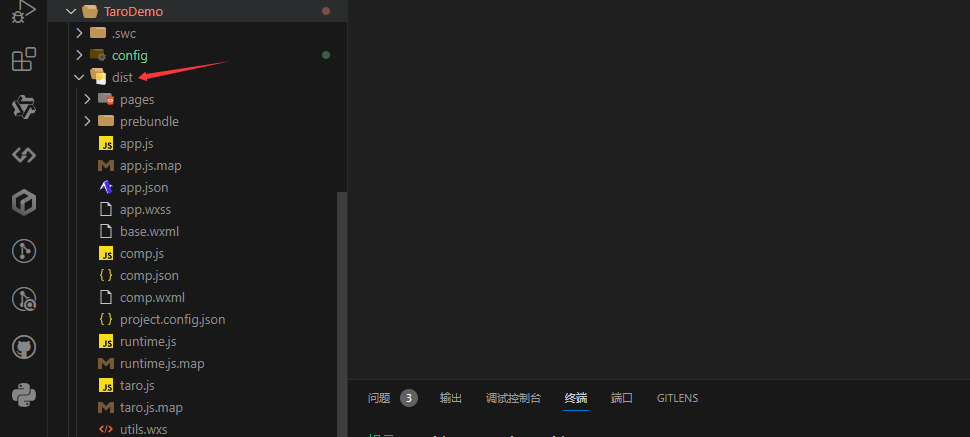 TaroDemo
.swc
config
dist
pages
prebundle
app.js
app.js.map
app.json
app.wxss
base.wxml
comp.js
comp.json
comp.wxml
project.config.json
runtime.js
runtime.js.map
taro.js
taro.js.map
utils.wxs
问题 3 输出 调试控制台 终端 端口 GITLENS